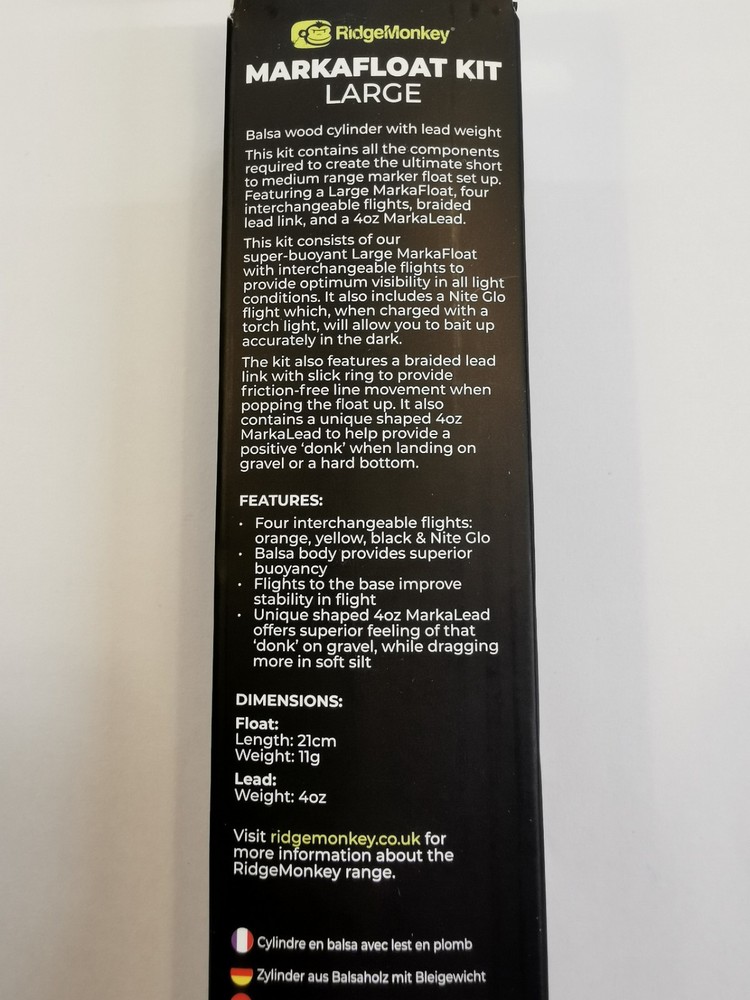 RidgeMonkey®
MARKAFLOAT KIT
LARGE
Balsa wood cylinder with lead weight
This kit contains all the components
required to create the ultimate short
to medium range marker float set up.
Featuring a Large MarkaFloat, four
interchangeable flights, braided
lead link, and a 4oz MarkaLead.
This kit consists of our
super-buoyant Large MarkaFloat
with interchangeable flights to
provide optimum visibility in all light
conditions. It also includes a Nite Glo
flight which, when charged with a
torch light, will allow you to bait up
accurately in the dark.
The kit also features a braided lead
link with slick ring to provide
friction-free line movement when
popping the float up. It also
contains a unique shaped 4oz
MarkaLead to help provide a
positive ‘donk’ when landing on
gravel or a hard bottom.
FEATURES:
• Four interchangeable flights:
orange, yellow, black & Nite Glo
• Balsa body provides superior
buoyancy
• Flights to the base improve
stability in flight
• Unique shaped 4oz MarkaLead
offers superior feeling of that
‘donk’ on gravel, while dragging
more in soft silt
DIMENSIONS:
Float:
Length: 21cm
Weight: 11g
Lead:
Weight: 4oz
Visit ridgemonkey.co.uk for
more information about the
RidgeMonkey range.
Cylindre en balsa avec lest en plomb
Zylinder aus Balsaholz mit Bleigewicht